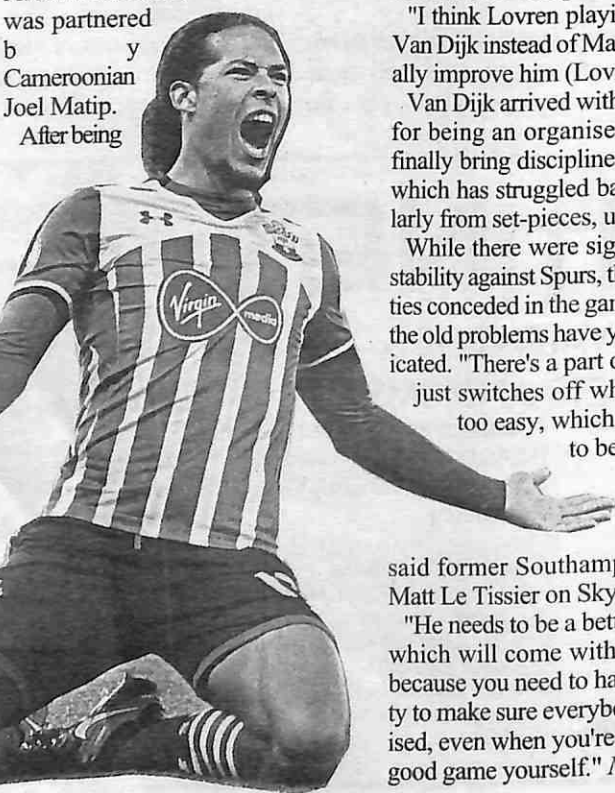 was partnered
b y
Cameroonian
Joel Matip.
After being
Virgin media
"I think Lovren playi
Van Dijk instead of Ma
ally improve him (Lov
Van Dijk arrived with
for being an organise
finally bring discipline
which has struggled ba
larly from set-pieces, u
While there were sig
stability against Spurs, t
ties conceded in the gar
the old problems have y
icated. "There's a part o
just switches off wh
too easy, which
to be
said former Southamp
Matt Le Tissier on Sky
"He needs to be a bett
which will come with
because you need to ha
ty to make sure everybo
ised, even when you're
good game yourself."